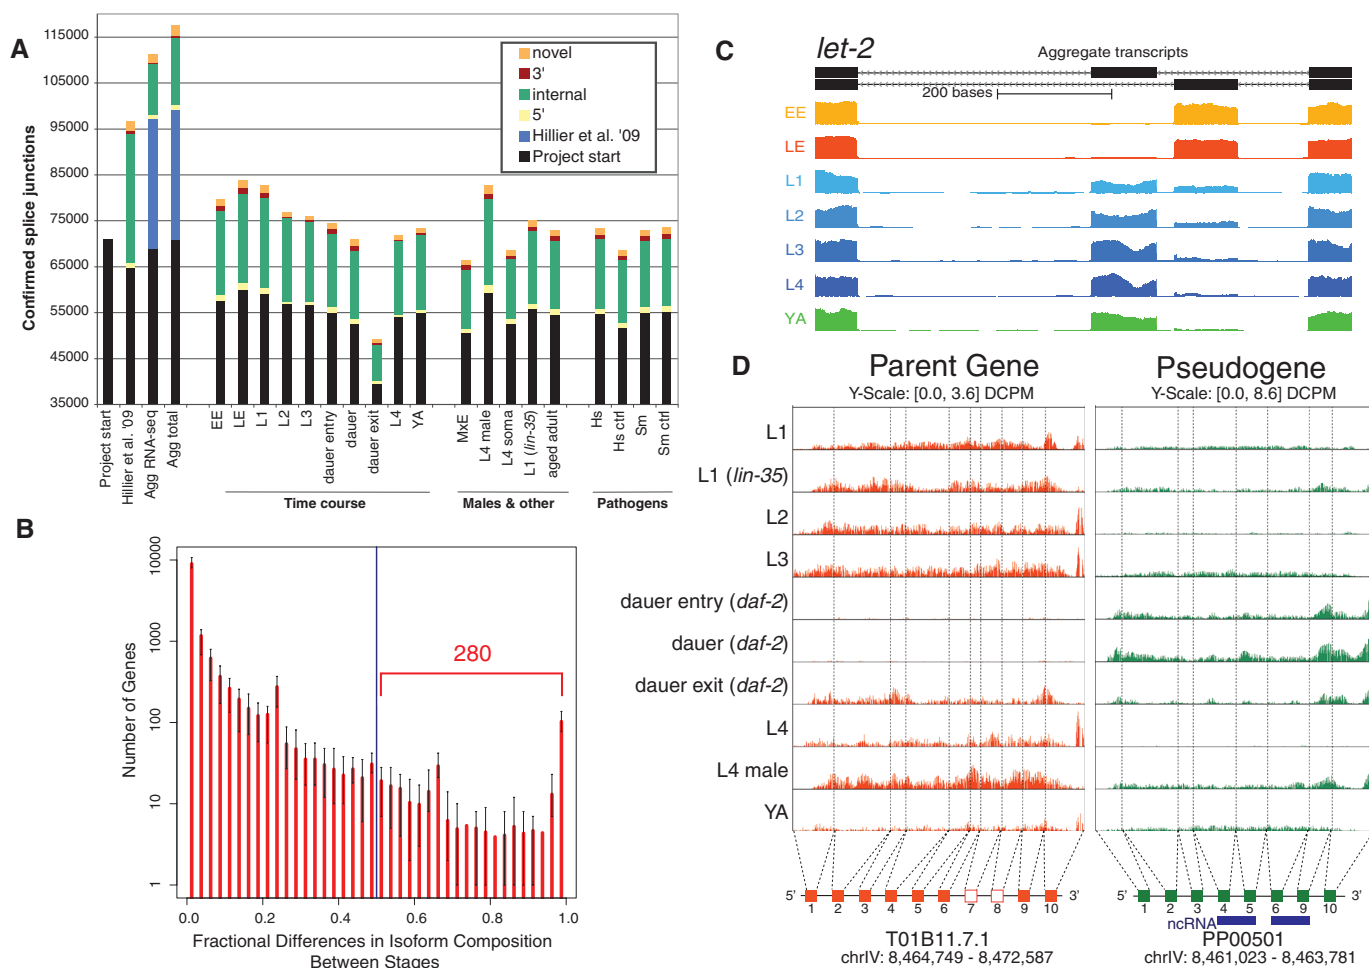 A
115000
105000
95000
85000
75000
65000
55000
45000
35000
Confirmed splice junctions
novel
3'
internal
5'
Hillier et al. '09
Project start
Project start
Hillier et al. '09
Agg RNA-seq
Agg total
EE
LE
L1
L2
L3
dauer entry
dauer
dauer exit
L4
YA
MxE
L4 male
L4 soma
L1 (lin-35)
aged adult
Hs
Hs ctrl
Sm
Sm ctrl
Time course
Males & other
Pathogens
B
10000
1000
100
10
1
Number of Genes
280
0.0 0.2 0.4 0.6 0.8 1.0
Fractional Differences in Isoform Composition
Between Stages
C
let-2
Aggregate transcripts
200 bases
EE
LE
L1
L2
L3
L4
YA
D
Parent Gene
Y-Scale: [0.0, 3.6] DCPM
Pseudogene
Y-Scale: [0.0, 8.6] DCPM
L1
L1 (lin-35)
L2
L3
dauer entry (daf-2)
dauer (daf-2)
dauer exit (daf-2)
L4
L4 male
YA
5' 3'
1 2 3 4 5 6 7 8 9 10
T01B11.7.1
chrIV: 8,464,749 - 8,472,587
5' 3'
1 2 3 4 5 6 9 10
ncRNA
PP00501
chrIV: 8,461,023 - 8,463,781